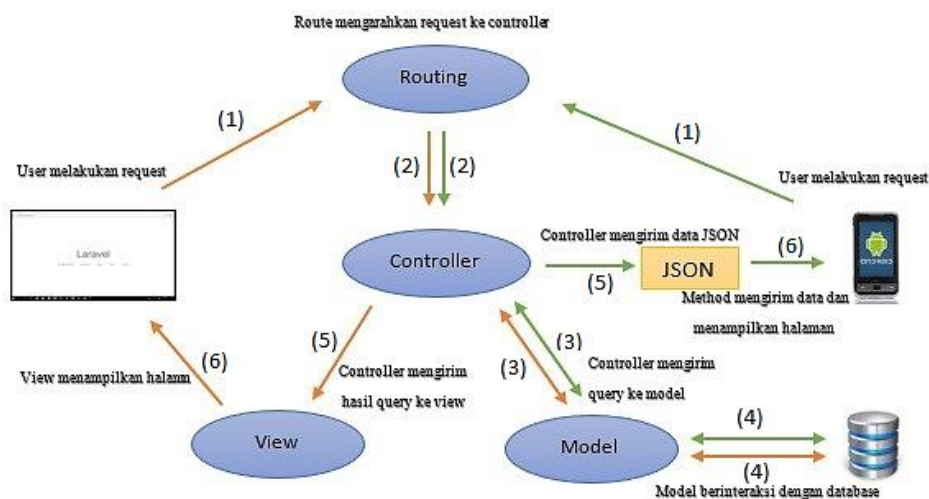 Route mengarahkan request ke controller
Routing
(1)
(1)
User melakukan request
(2)
(2)
User melakukan request
Laravel
Controller
Controller mengirim data JSON
(5)
JSON
(6)
ANDROID
Method mengirim data dan
menampilkan halaman
(6)
(5)
(3)
(3)
View menampilkan halamn
Controller mengirim
hasil query ke view
Controller mengirim
query ke model
View
Model
(4)
(4)
Model berinteraksi dengan database